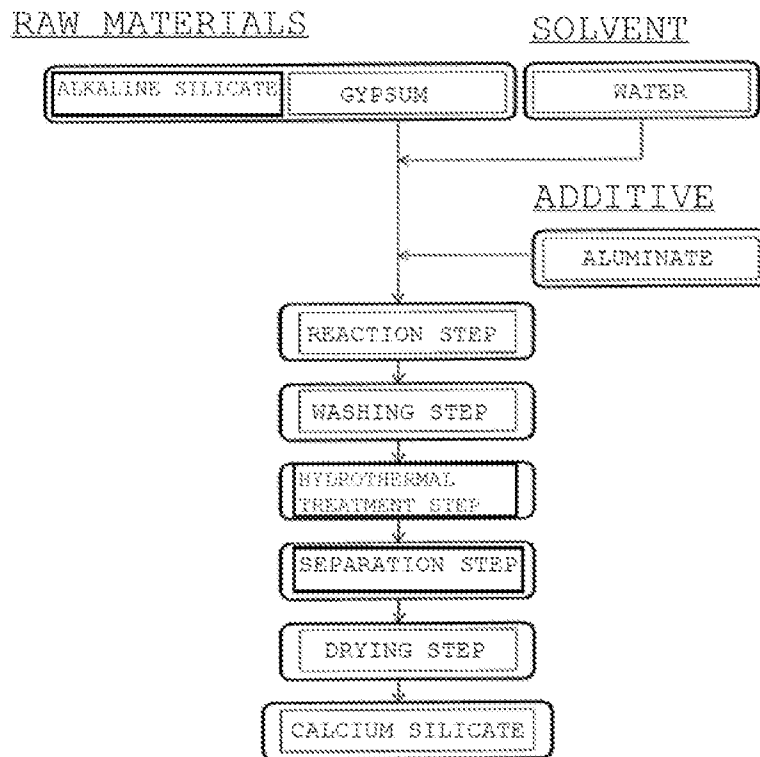 RAW MATERIALS
SOLVENT
ALKALINE SILICATE
GYPSUM
WATER
ADDITIVE
ALUMINATE
REACTION STEP
WASHING STEP
HYDROTHERMAL
TREATMENT STEP
SEPARATION STEP
DRYING STEP
CALCIUM SILICATE